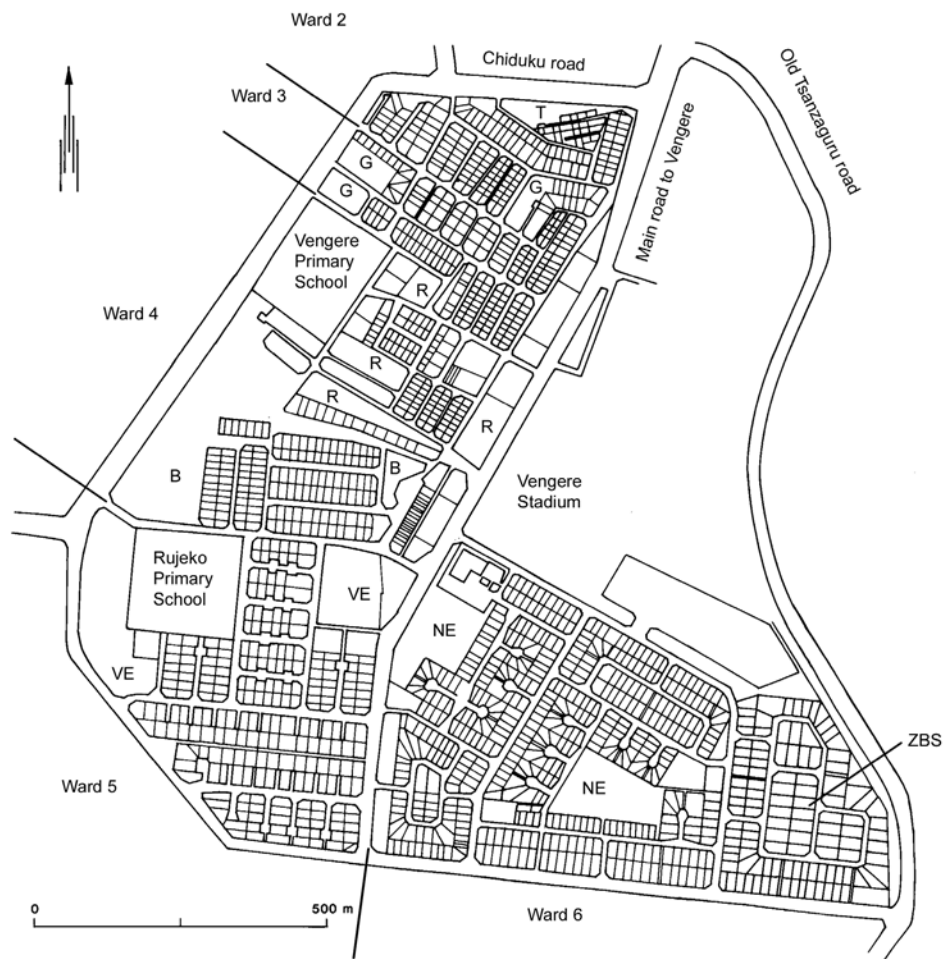 Ward 2
Chiduku road
Old Tsanzaguru road
Ward 3
T
Main road to Vengere
G
G
G
Vengere
Primary
School
R
Ward 4
R
R
R
B
B
Vengere
Stadium
Rujeko
Primary
School
VE
NE
VE
ZBS
Ward 5
NE
0
500 m
Ward 6